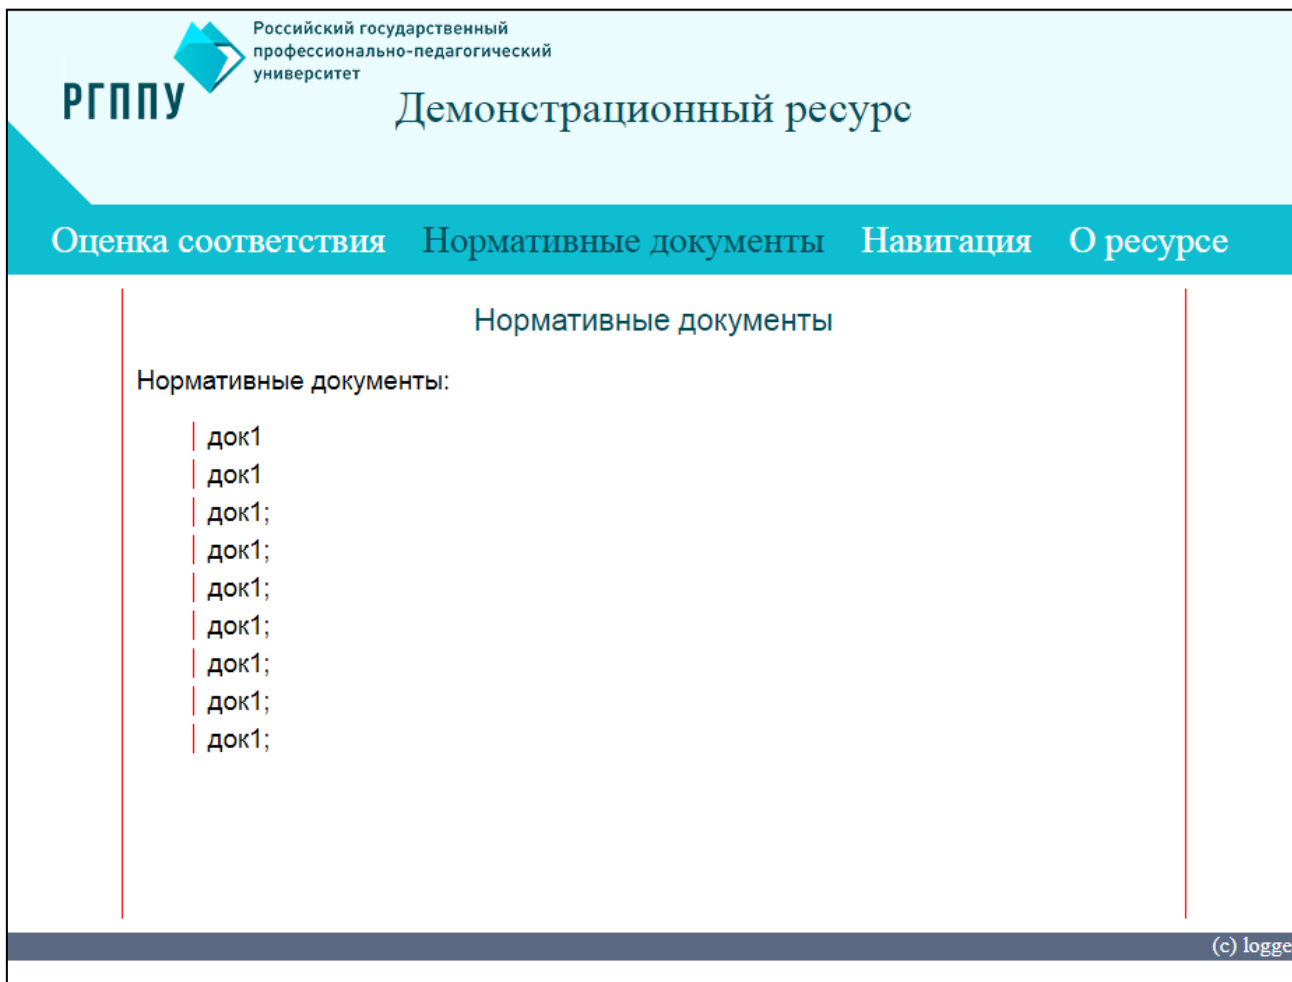 Российский государственный
профессионально-педагогический
университет
РГППУ
Демонстрационный ресурс
Оценка соответствия Нормативные документы Навигация О ресурсе
Нормативные документы
Нормативные документы:
док1
док1
док1;
док1;
док1;
док1;
док1;
док1;
док1;
(c) logge